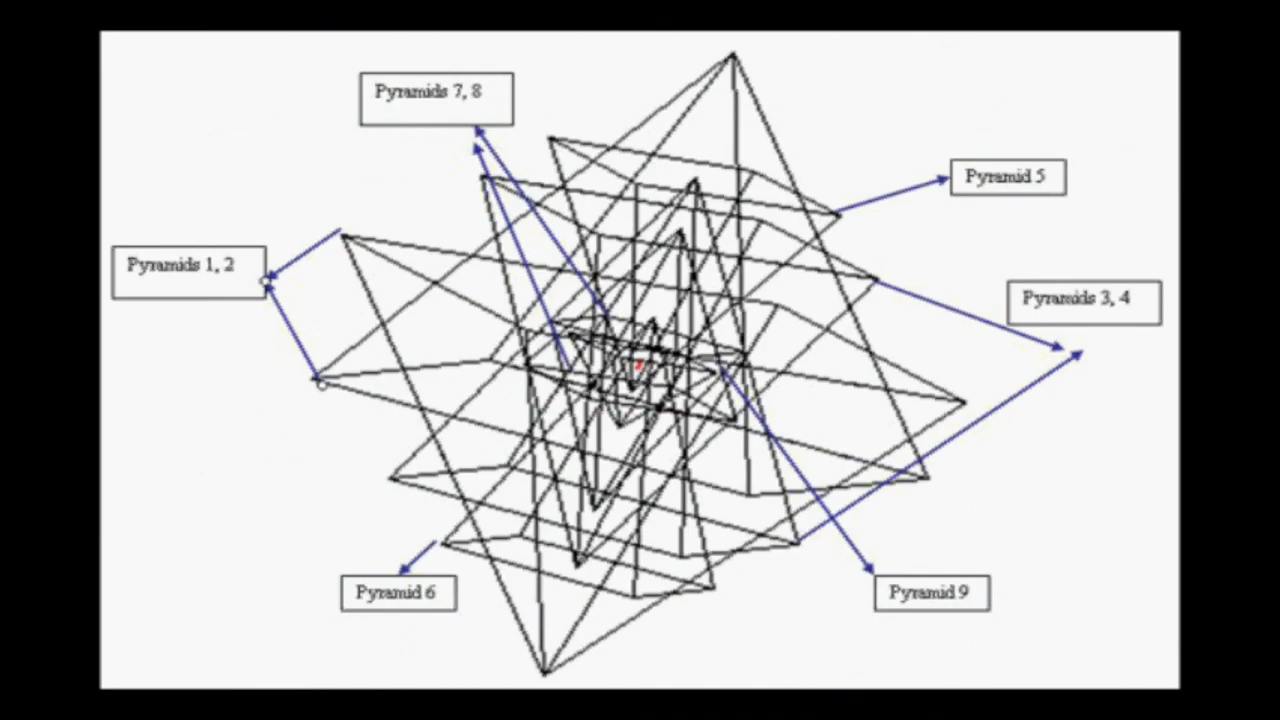 Pyramids 7, 8
Pyramid 5
Pyramids 1, 2
Pyramids 3, 4
Pyramid 6
Pyramid 9